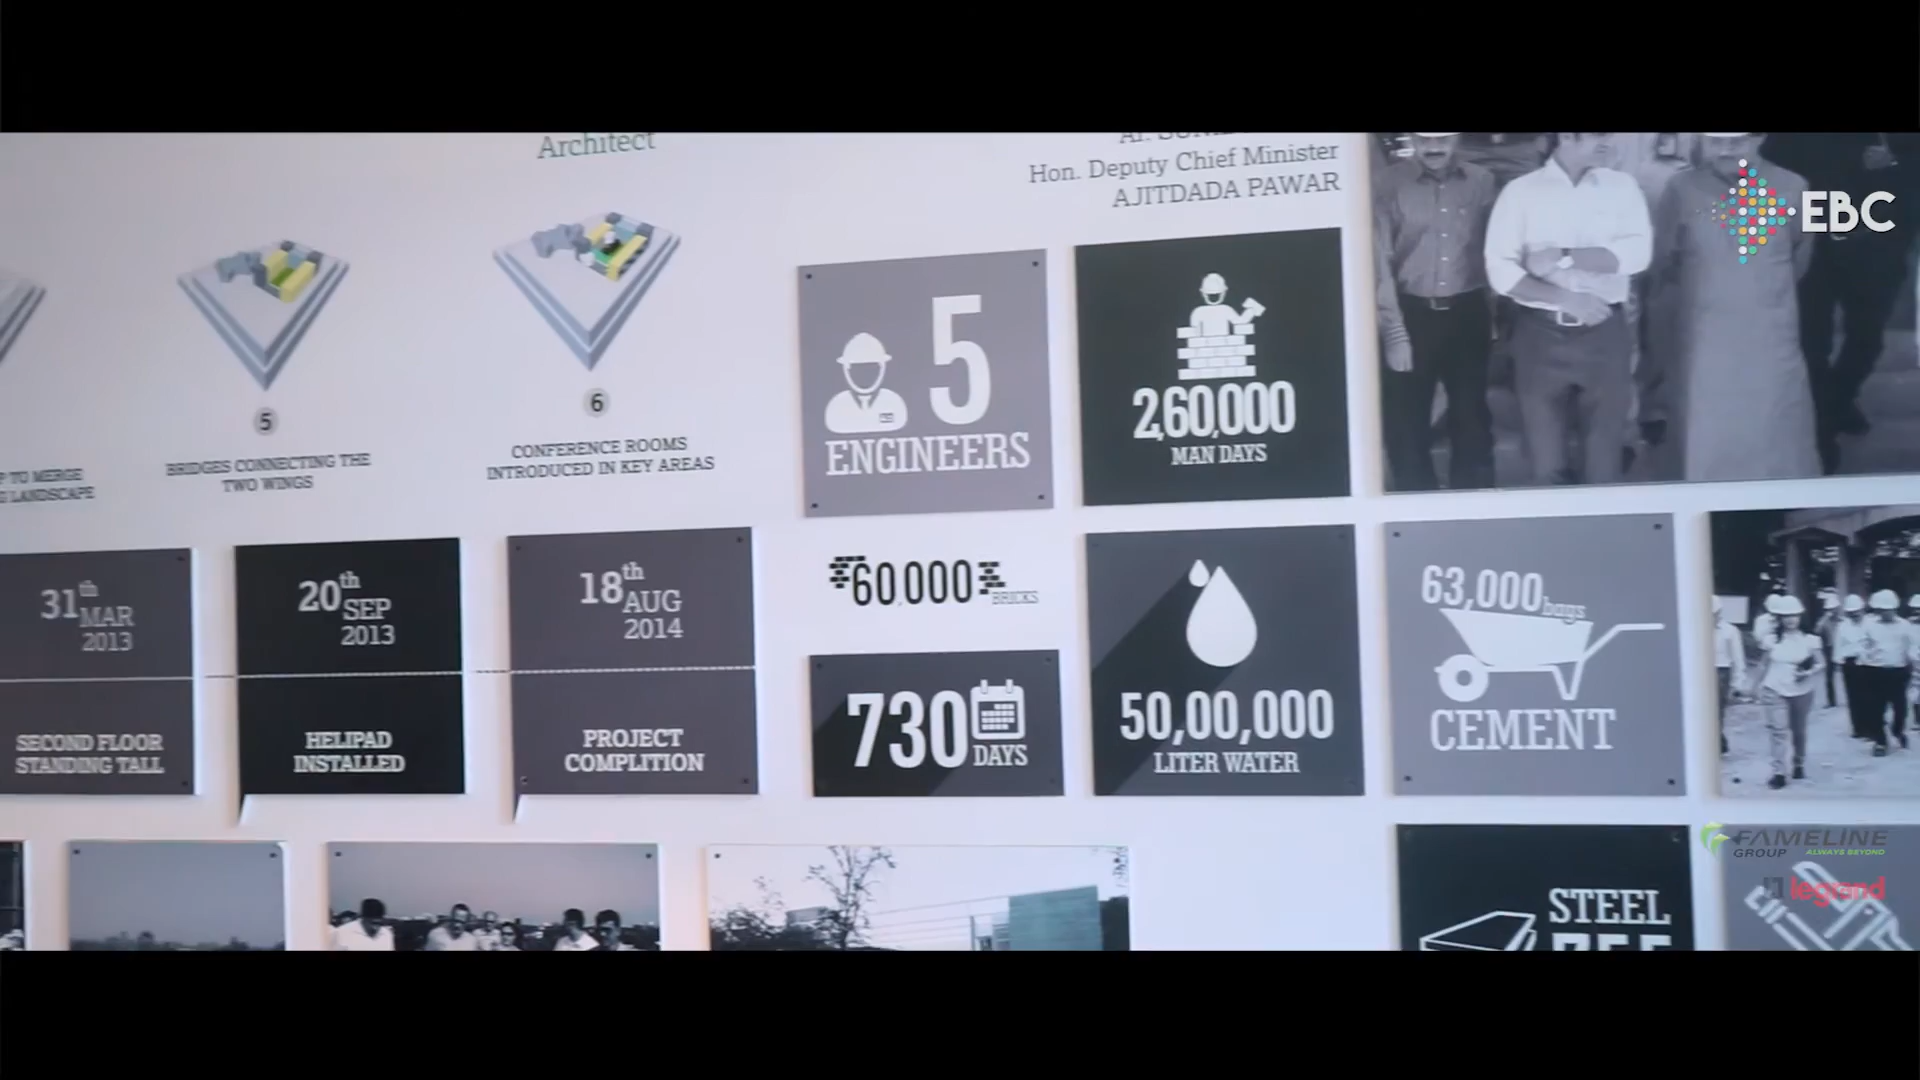 Architect
Hon. Deputy Chief Minister
AJITDADA PAWAR
EBC
5
BRIDGES CONNECTING THE
TWO WINGS
6
CONFERENCE ROOMS
INTRODUCED IN KEY AREAS
TO MERGE
LANDSCAPE
5
ENGINEERS
2,60,000
MAN DAYS
31th
MAR
2013
SECOND FLOOR
STANDING TALL
20th
SEP
2013
HELIPAD
INSTALLED
18th
AUG
2014
PROJECT
COMPLITION
60,000
BRICKS
730
DAYS
50,00,000
LITER WATER
63,000 bags
CEMENT
STEEL
FAMELINE
GROUP ALWAYS BEYOND
legrand